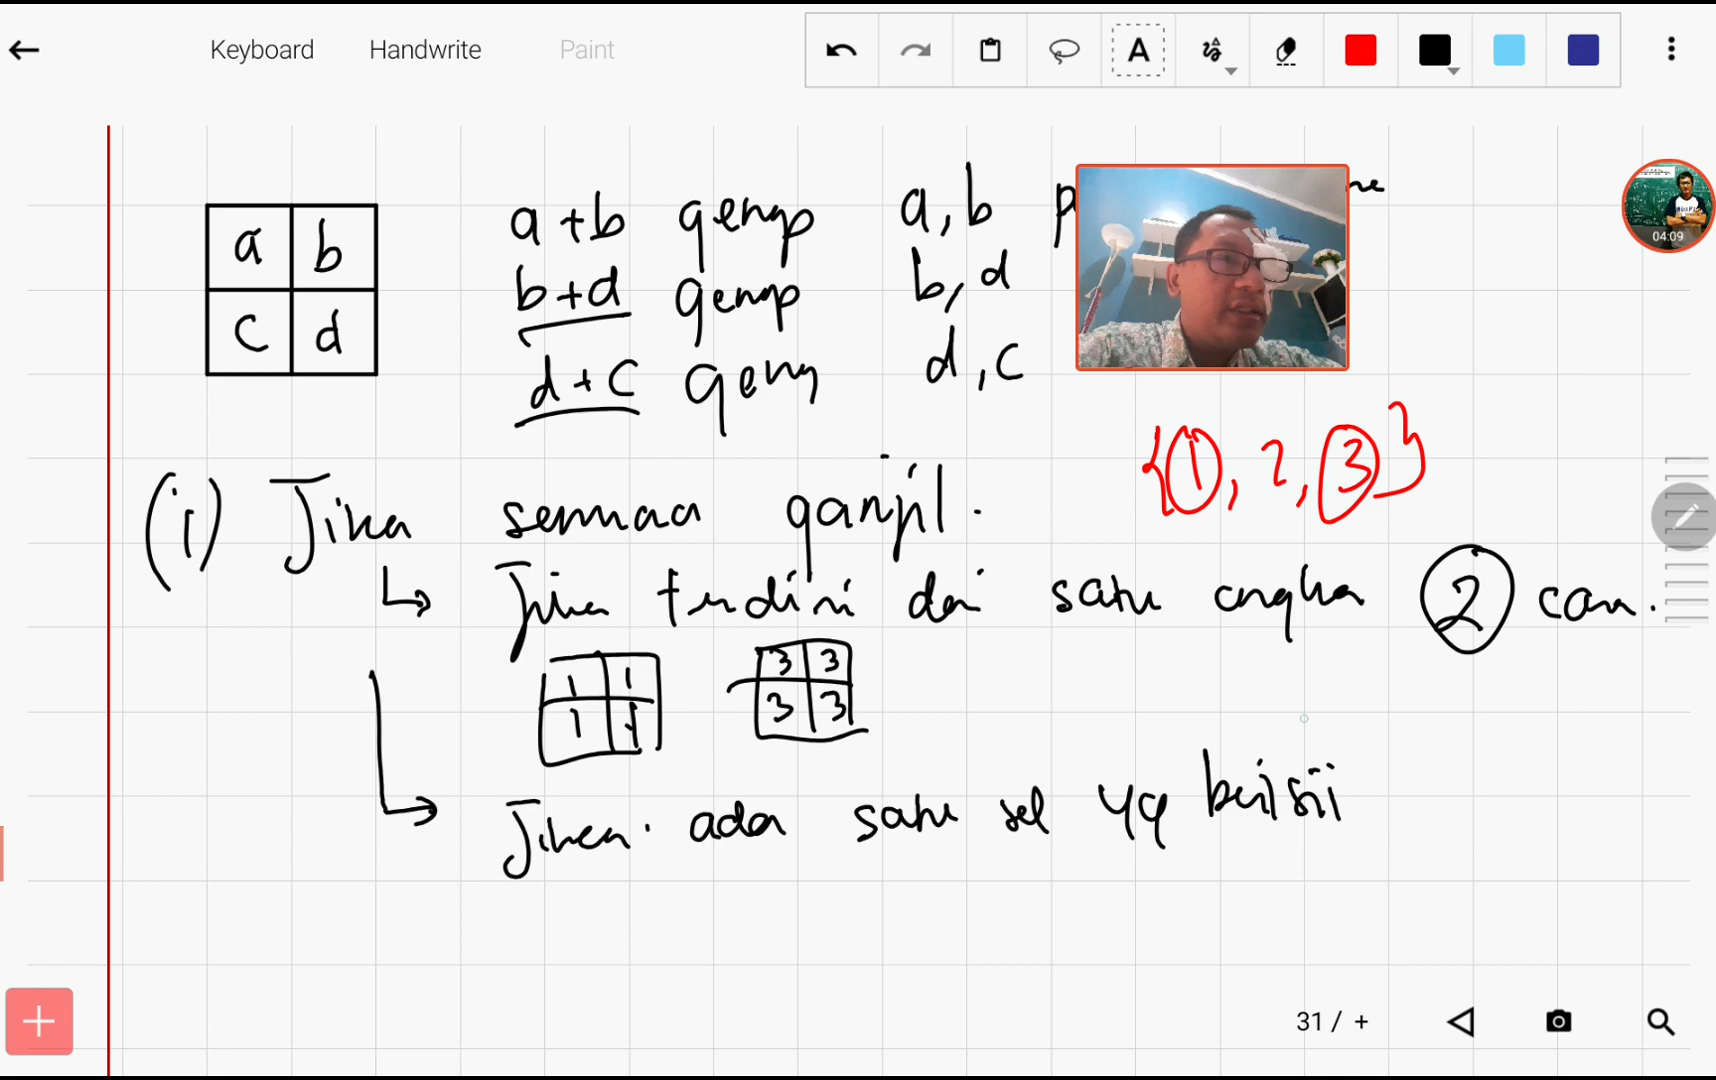 Keyboard Handwrite Paint
A
04:09
a b
c d
a+b genap a, b
b+d genap b, d
d+c genap d, c
{1, 2, 3}
(i) Jika semua ganjil.
Jika terdiri dari satu angka 2 cara.
1 1
1 1
3 3
3 3
Jika ada satu sel yg berisi
31 / +